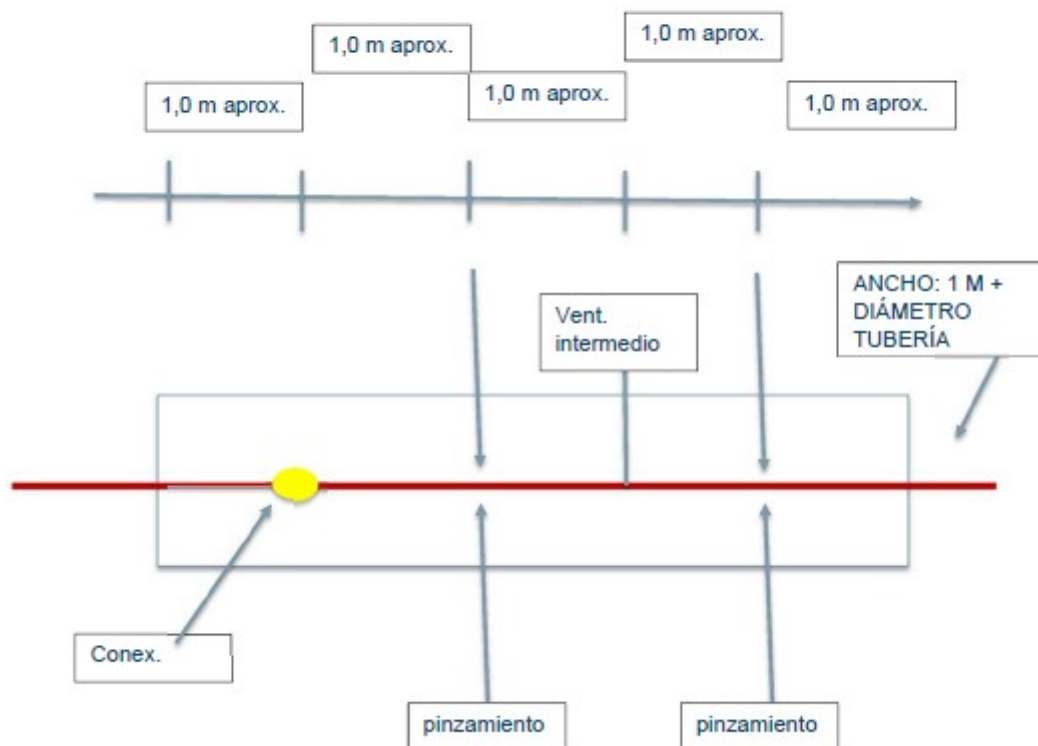 1,0 m aprox.
1,0 m aprox.
1,0 m aprox.
1,0 m aprox.
1,0 m aprox.
ANCHO: 1 M +
DIÁMETRO
TUBERÍA
Vent.
intermedio
Conex.
pinzamiento
pinzamiento